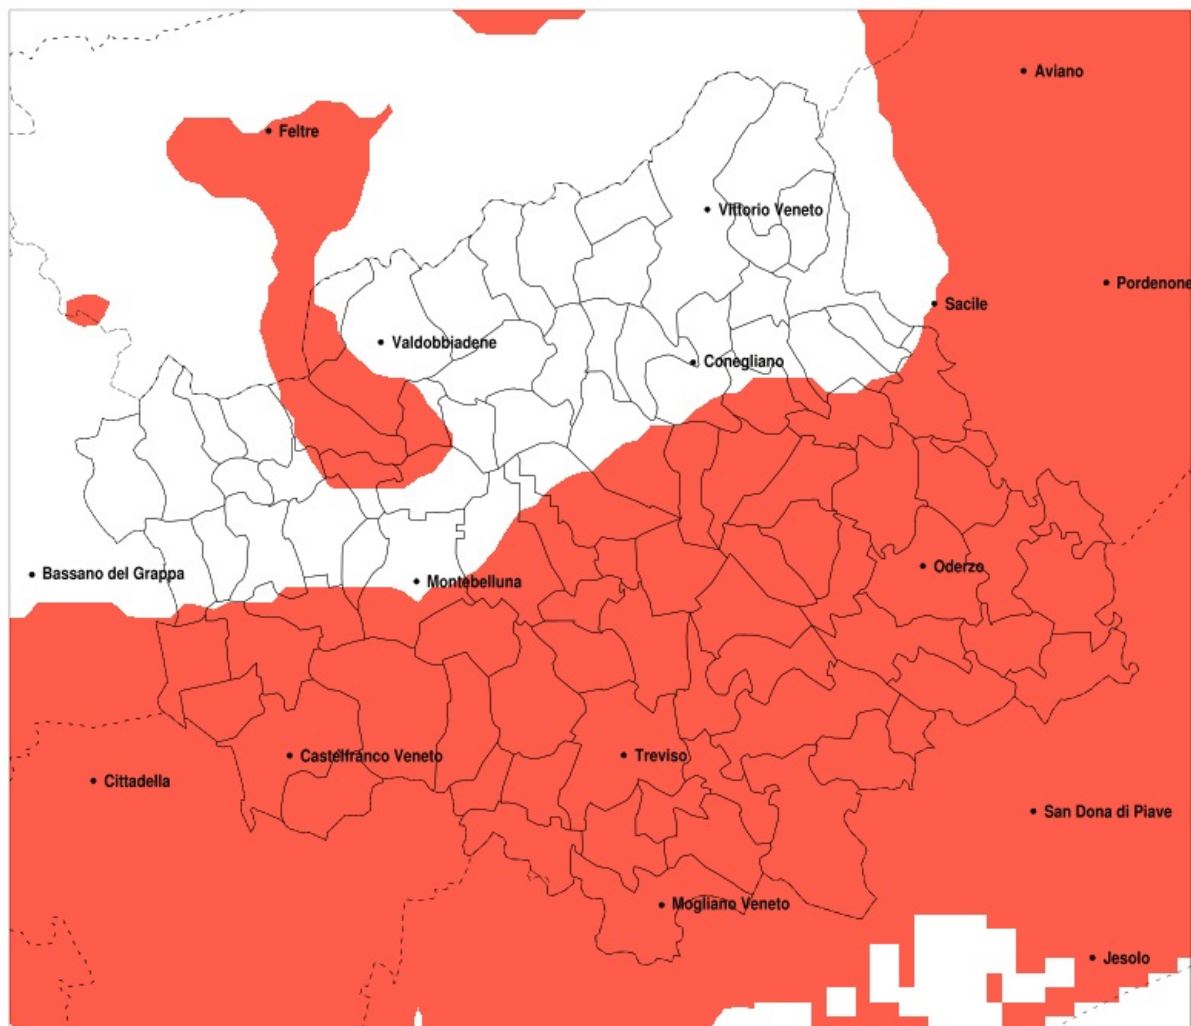 Aviano
Feltre
Vittorio Veneto
Pordenone
Sacile
Valdobbiadene
Conegliano
Oderzo
Bassano del Grappa
Montebelluna
Castelfranco Veneto
Treviso
Cittadella
San Dona di Piave
Mogliano Veneto
Jesolo